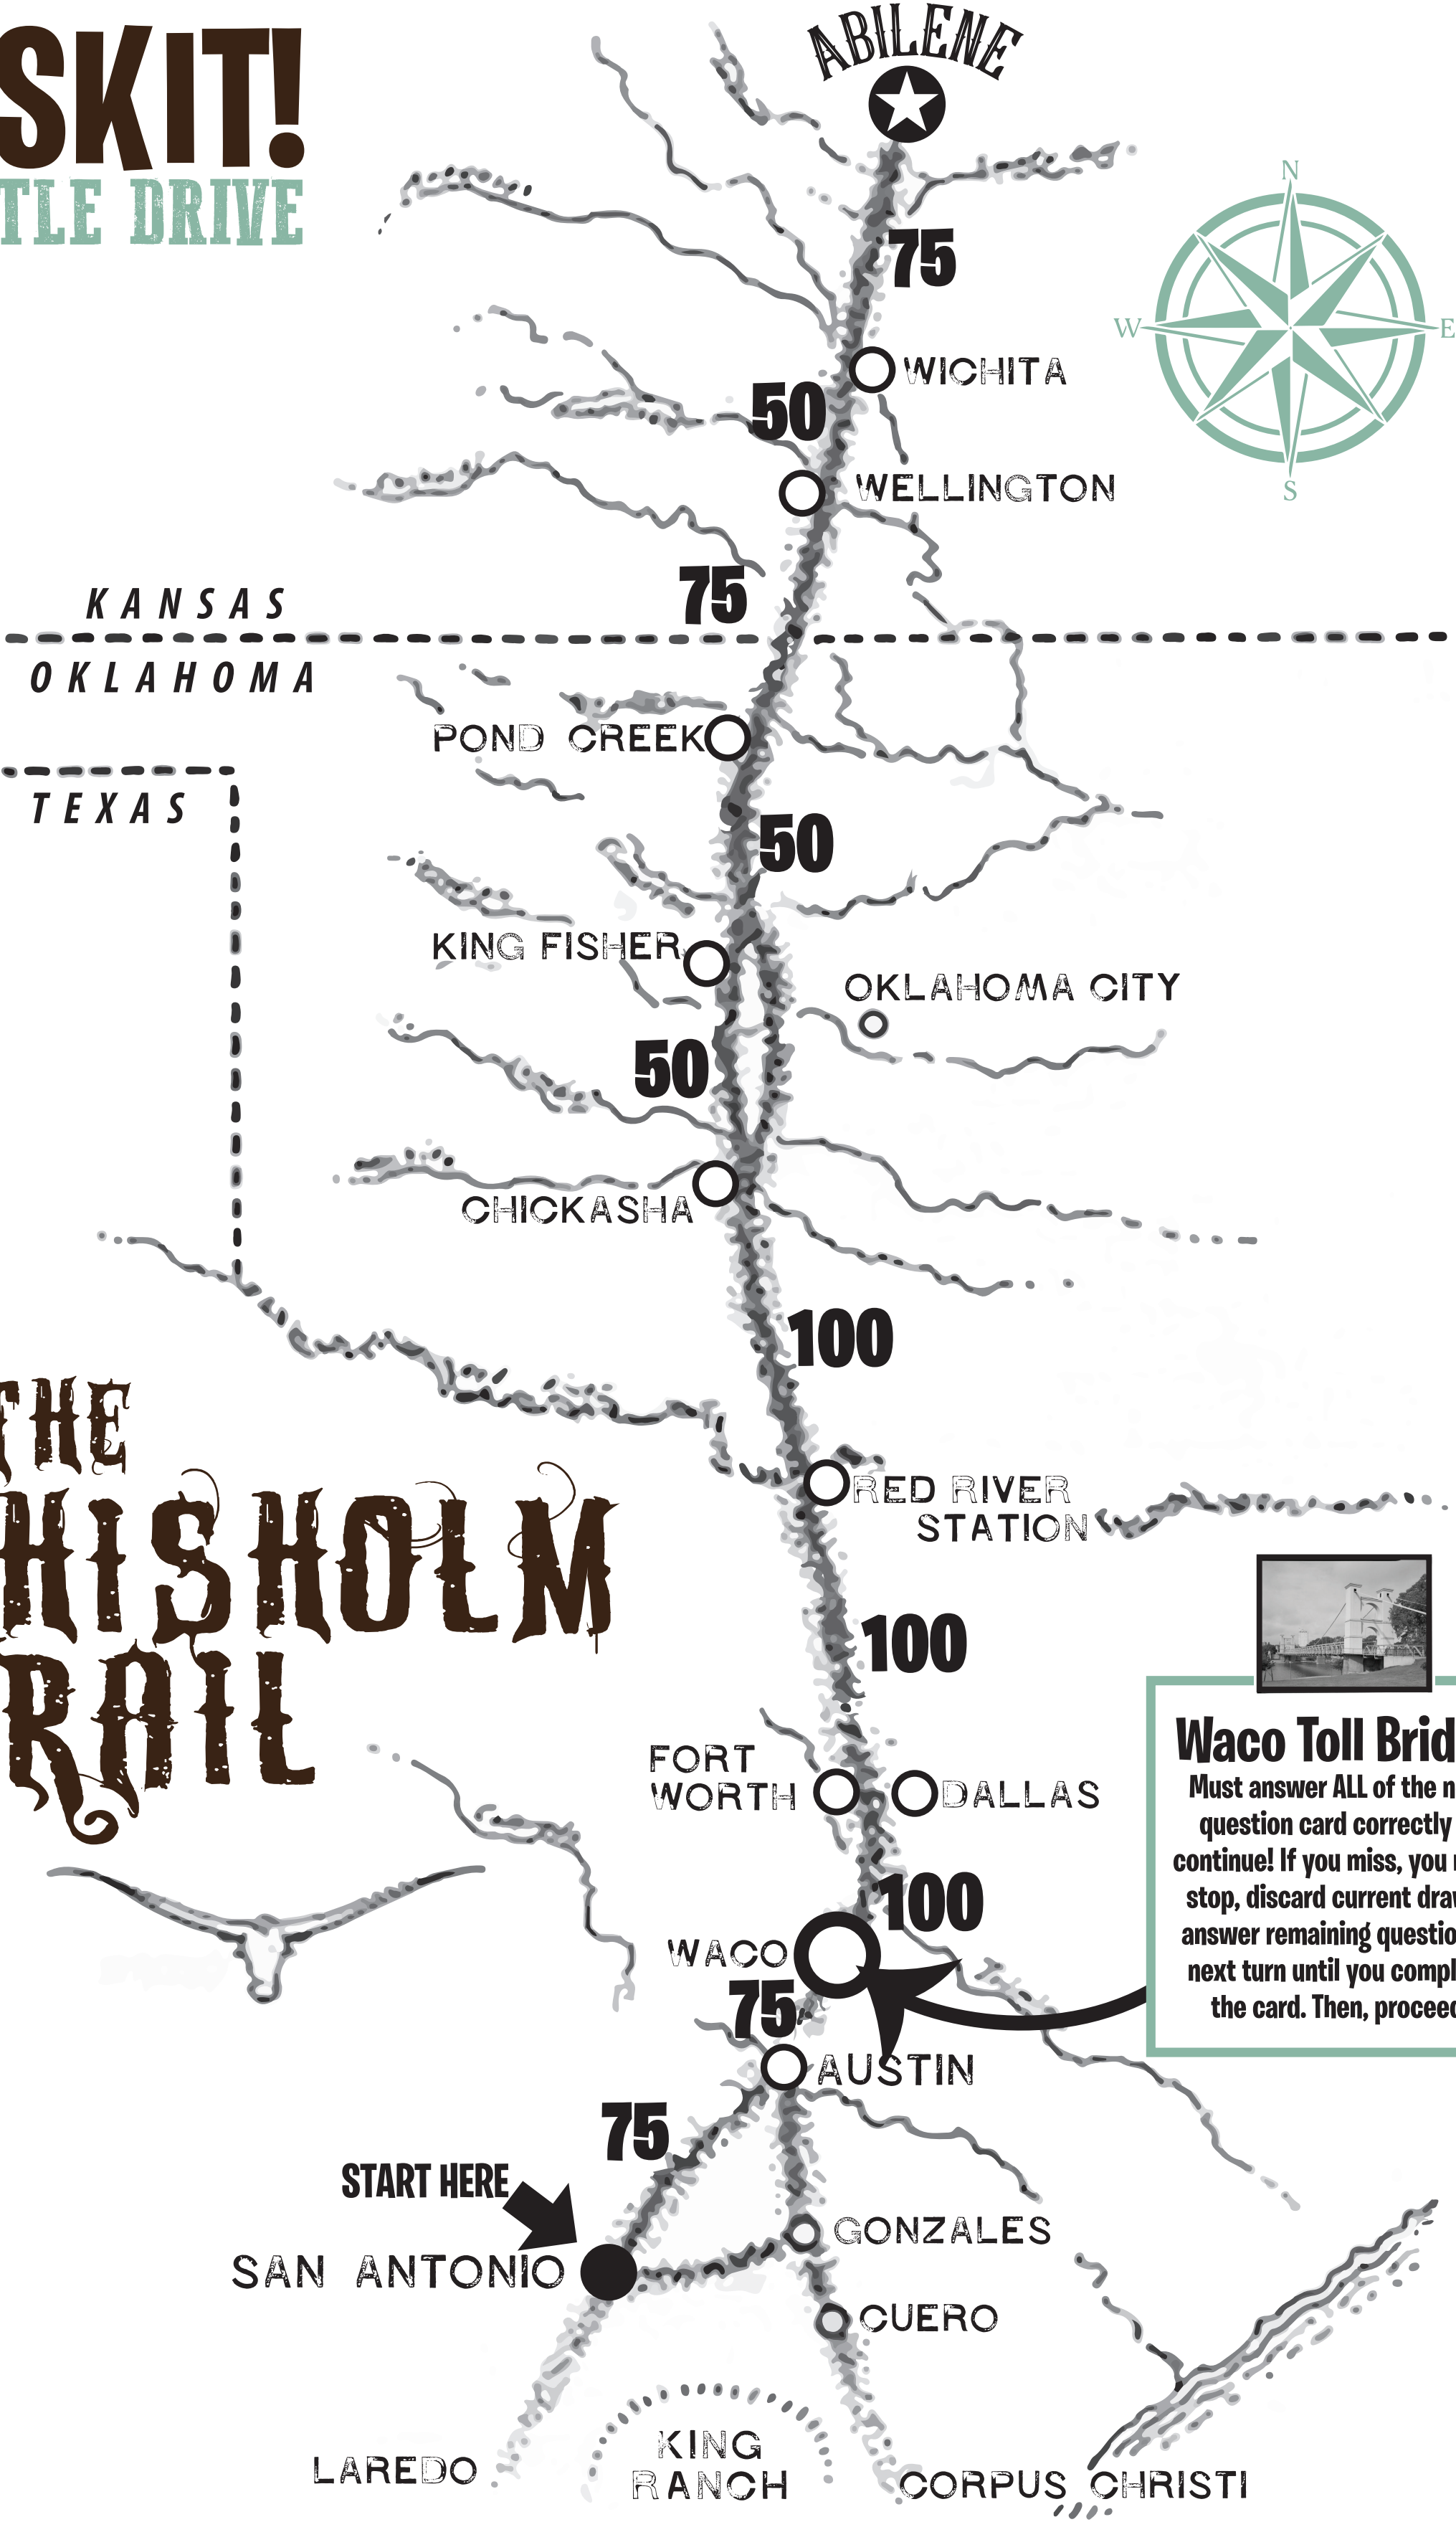 SKIT!
TLE DRIVE
ABILENE
N
W
E
S
75
WICHITA
50
WELLINGTON
75
KANSAS
OKLAHOMA
POND CREEK
TEXAS
50
KING FISHER
OKLAHOMA CITY
50
CHICKASHA
100
THE
HISHOLM
RAIL
RED RIVER
STATION
100
FORT
WORTH
DALLAS
100
WACO
75
AUSTIN
Waco Toll Brid
Must answer ALL of the n
question card correctly
continue! If you miss, you
stop, discard current dra
answer remaining questio
next turn until you compl
the card. Then, proceed
75
START HERE
SAN ANTONIO
GONZALES
CUERO
KING
RANCH
LAREDO
CORPUS CHRISTI